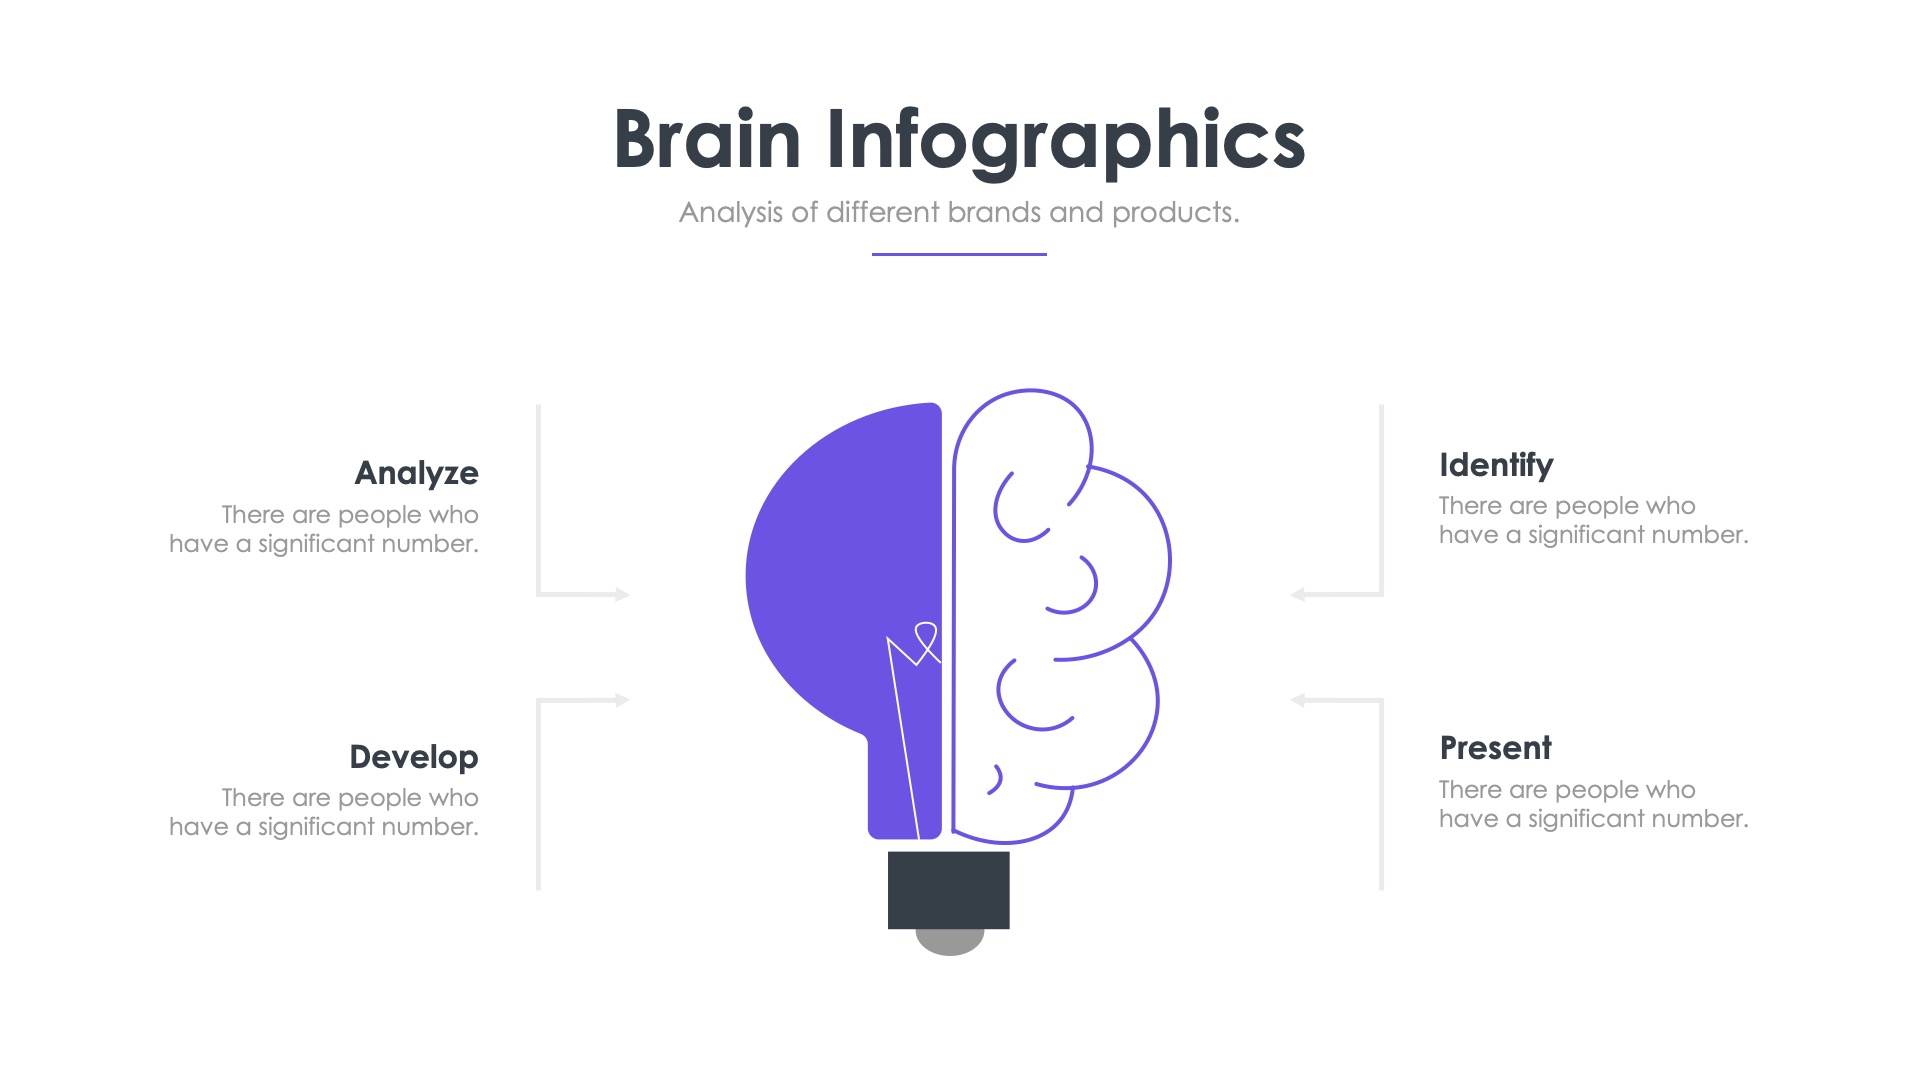 Brain Infographics
Analysis of different brands and products.
Analyze
There are people who
have a significant number.
Develop
There are people who
have a significant number.
Identify
There are people who
have a significant number.
Present
There are people who
have a significant number.